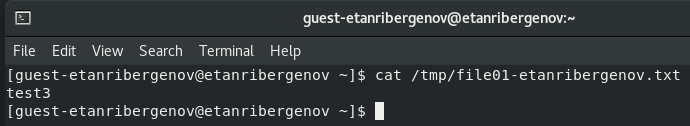 guest-etanribergenov@etanribergenov:~
File Edit View Search Terminal Help
[guest-etanribergenov@etanribergenov ~]$ cat /tmp/file01-etanribergenov.txt
test3
[guest-etanribergenov@etanribergenov ~]$